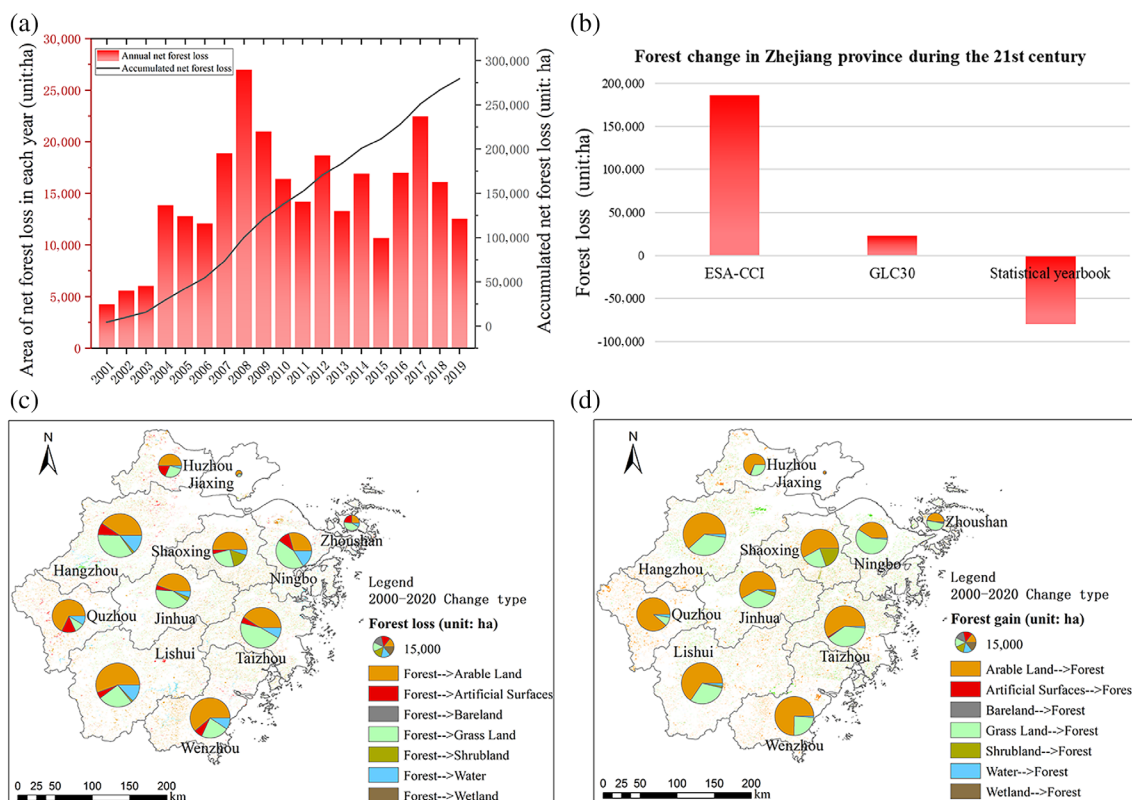 (a)
30,000
25,000
20,000
15,000
10,000
5,000
0
Area of net forest loss in each year (unit:ha)
Annual net forest loss
Accumulated net forest loss
300,000
250,000
200,000
150,000
100,000
50,000
0
Accumulated net forest loss (unit: ha)
2001 2002 2003 2004 2005 2006 2007 2008 2009 2010 2011 2012 2013 2014 2015 2016 2017 2018 2019
(b)
Forest change in Zhejiang province during the 21st century
200,000
150.000
100.000
50.000
0
-50.000
-100.000
Forest loss (unit:ha)
ESA-CCI
GLC30
Statistical yearbook
(c)
N
Huzhou
Jiaxing
Zhoushan
Shaoxing
Hangzhou
Ningbo
Quzhou
Jinhua
Lishui
Taizhou
Wenzhou
Legend
2000-2020 Change type
Forest loss (unit: ha)
15,000
Forest-->Arable Land
Forest-->Artificial Surfaces
Forest-->Bareland
Forest-->Grass Land
Forest-->Shrubland
Forest-->Water
Forest-->Wetland
0 25 35 50 100 150 200
km
(d)
N
Huzhou
Jiaxing
Zhoushan
Shaoxing
Hangzhou
Ningbo
Quzhou
Jinhua
Lishui
Taizhou
Wenzhou
Legend
2000-2020 Change type
Forest gain (unit: ha)
15,000
Arable Land-->Forest
Artificial Surfaces-->Fores
Bareland-->Forest
Grass Land-->Forest
Shrubland-->Forest
Water-->Forest
Wetland-->Forest
0 25 35 50 100 150 200
km